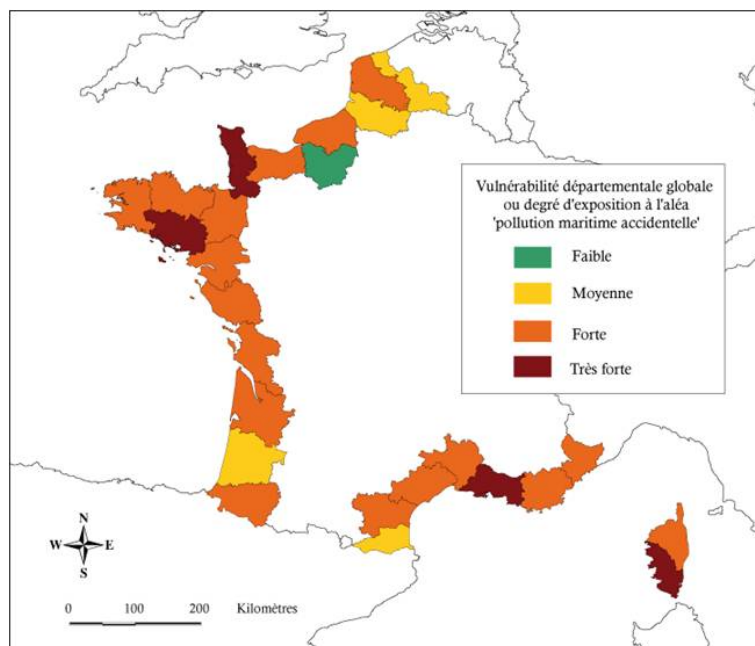 Vulnérabilité départementale globale
ou degré d'exposition à l'aléa
'pollution maritime accidentelle'
Faible
Moyenne
Forte
Très forte
N
W E
S
0 100 200 Kilomètres